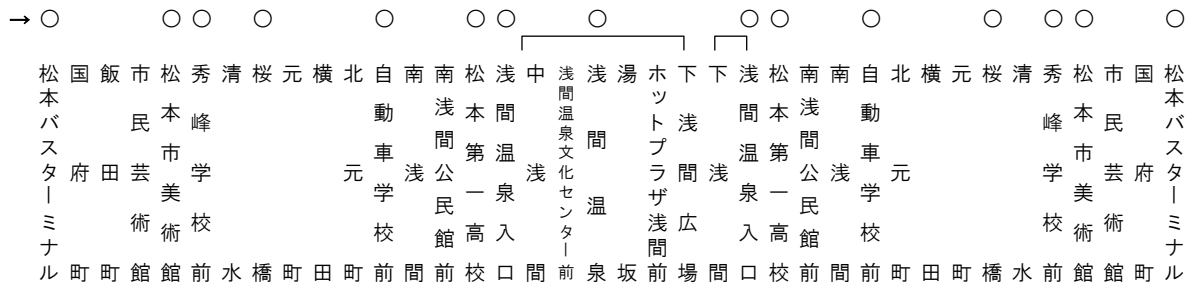 →○ ○ ○ ○ ○ ○ ○ ○ ○ ○ ○ ○ ○ ○
松本バスターミナル
国府町
飯田町
市民芸術館
松本市美術館
秀峰学校前
清水
桜橋
元町
横田
北元町
自動車学校前
南浅間
南浅間公民館前
松本第一高校
浅間温泉入口
中浅間
浅間温泉文化センター前
浅間温泉
湯坂
ホットプラザ浅間前
下浅間広場
下浅間
浅間温泉入口
松本第一高校
南浅間公民館前
南浅間
自動車学校前
北元町
横田
元町
桜橋
清水
秀峰学校前
松本市美術館
市民芸術館
国府町
松本バスターミナル